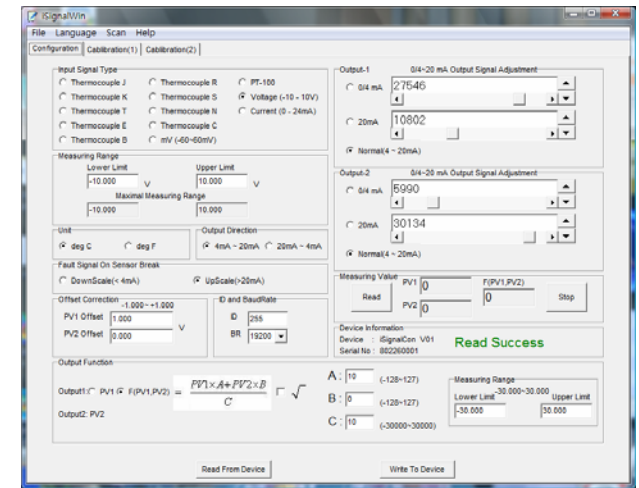 iSignalWin
File Language Scan Help
Configuration Cablibration(1) Cablibration(2)
Input Signal Type
Thermocouple J Thermocouple R PT-100
Thermocouple K Thermocouple S Voltage (-10 - 10V)
Thermocouple T Thermocouple N Current (0 - 24mA)
Thermocouple E Thermocouple C
Thermocouple B mV (-60~60mV)
Measuring Range
Lower Limit Upper Limit
-10.000 V 10.000 V
Maximal Measuring Range
-10.000 10.000
Unit
deg C deg F
Output Direction
4mA ~ 20mA 20mA ~ 4mA
Fault Signal On Sensor Break
DownScale(< 4mA) UpScale(>20mA)
Offset Correction
-1.000~+1.000
PV1 Offset 1.000
PV2 Offset 0.000
V
ID and BaudRate
ID 255
BR 19200
Output-1 0/4~20 mA Output Signal Adjustment
0/4 mA 27546
20mA 10802
Normal(4 ~ 20mA)
Output-2 0/4~20 mA Output Signal Adjustment
0/4 mA 5990
20mA 30134
Normal(4 ~ 20mA)
Measuring Value
Read PV1 0 F(PV1,PV2) Stop
PV2 0 0
Device Information
Device : iSignalCon V01
Serial No : 802260001
Read Success
Output Function
Output1: PV1 F(PV1,PV2) = PV1×A+PV2×B / C √
Output2: PV2
A : 10 (-128~127)
B : 0 (-128~127)
C : 10 (-30000~30000)
Measuring Range
-30.000~30.000
Lower Limit Upper Limit
-30.000 30.000
Read From Device Write To Device